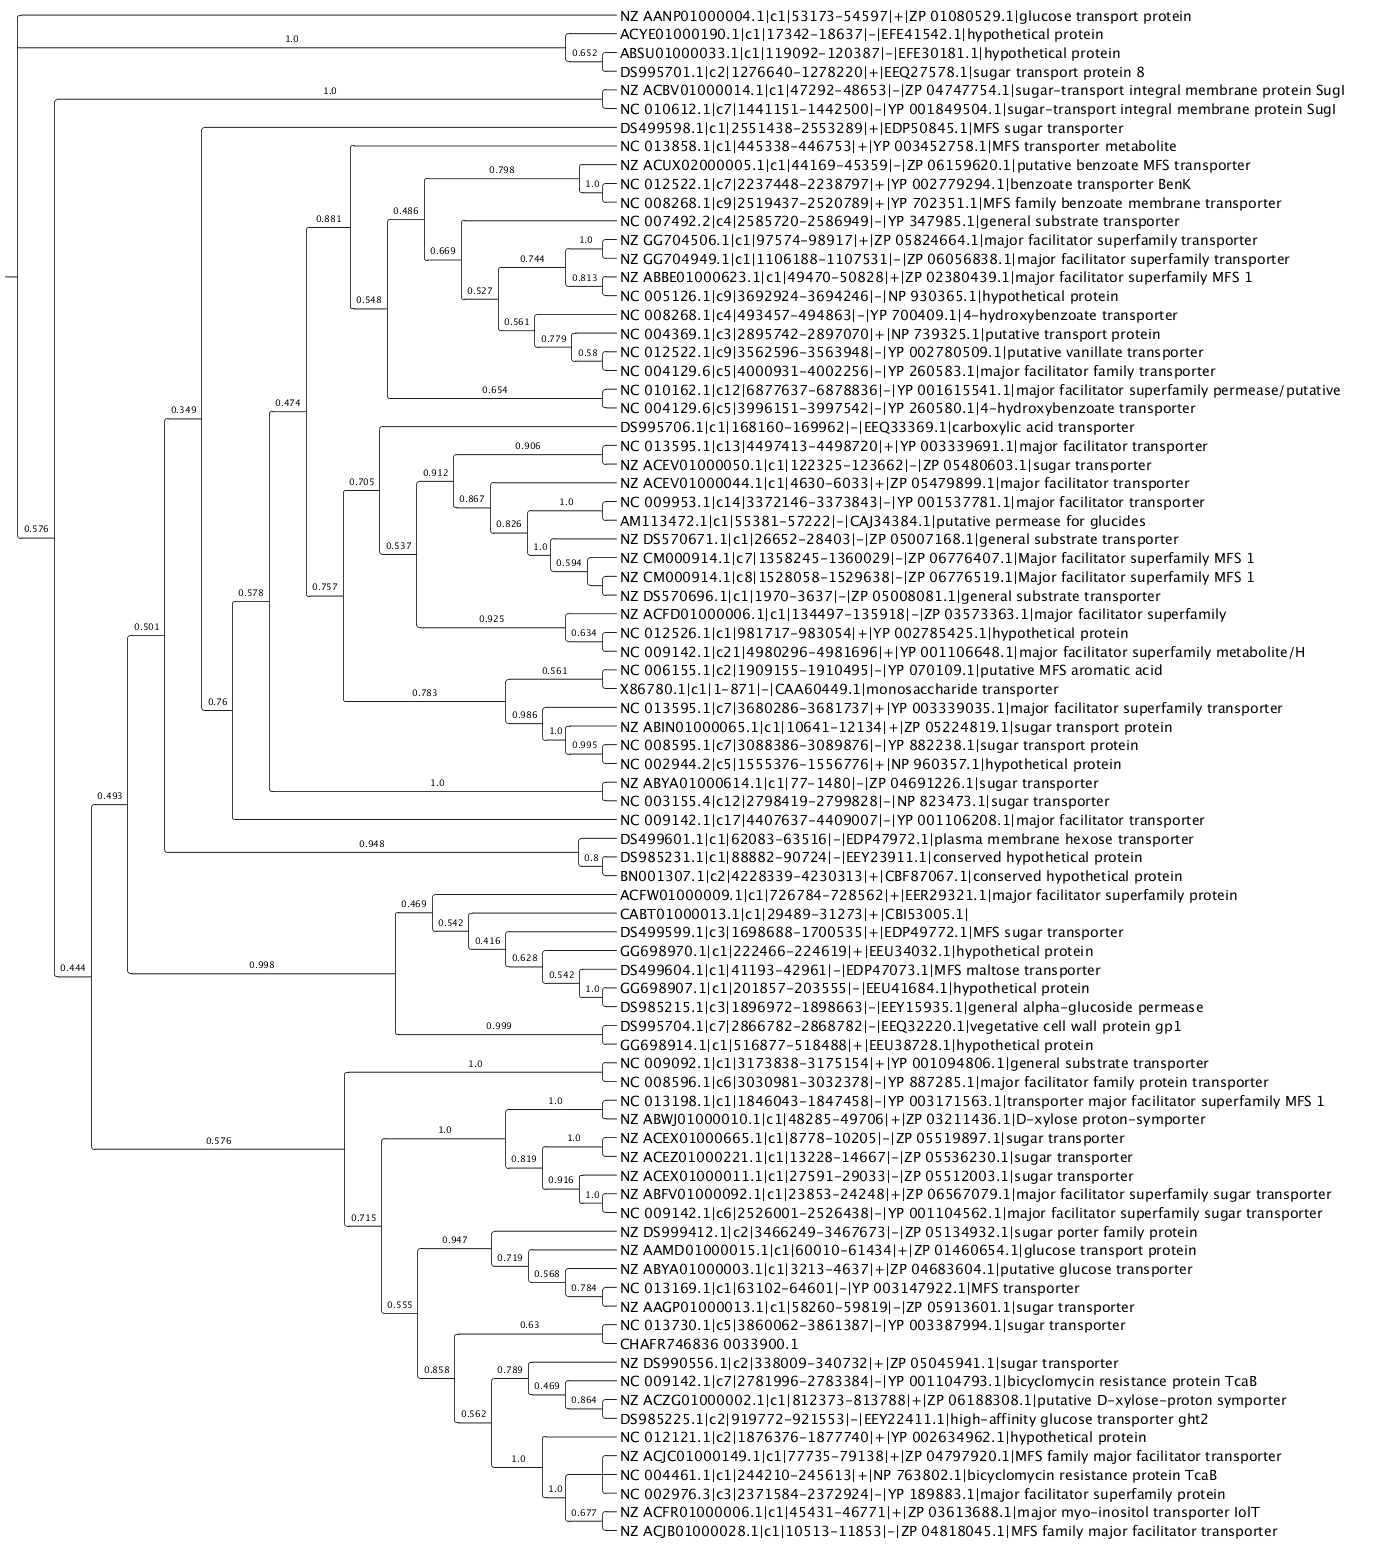 NZ AANP01000004.1|c1|53173-54597|+|ZP 01080529.1|glucose transport protein
ACYE01000190.1|c1|17342-18637|-|EFE41542.1|hypothetical protein
1.0
0.652
ABSU01000033.1|c1|119092-120387|-|EFE30181.1|hypothetical protein
DS995701.1|c2|1276640-1278220|+|EEQ27578.1|sugar transport protein 8
1.0
NZ ACBV01000014.1|c1|47292-48653|-|ZP 04747754.1|sugar-transport integral membrane protein SugI
NC 010612.1|c7|1441151-1442500|-|YP 001849504.1|sugar-transport integral membrane protein SugI
DS499598.1|c1|2551438-2553289|+|EDP50845.1|MFS sugar transporter
NC 013858.1|c1|445338-446753|+|YP 003452758.1|MFS transporter metabolite
0.798
NZ ACUX02000005.1|c1|44169-45359|-|ZP 06159620.1|putative benzoate MFS transporter
1.0
NC 012522.1|c7|2237448-2238797|+|YP 002779294.1|benzoate transporter BenK
NC 008268.1|c9|2519437-2520789|+|YP 702351.1|MFS family benzoate membrane transporter
0.486
0.881
NC 007492.2|c4|2585720-2586949|-|YP 347985.1|general substrate transporter
1.0
NZ GG704506.1|c1|97574-98917|+|ZP 05824664.1|major facilitator superfamily transporter
0.669
0.744
NZ GG704949.1|c1|1106188-1107531|-|ZP 06056838.1|major facilitator superfamily transporter
0.813
NZ ABBE01000623.1|c1|49470-50828|+|ZP 02380439.1|major facilitator superfamily MFS 1
0.527
NC 005126.1|c9|3692924-3694246|-|NP 930365.1|hypothetical protein
0.548
NC 008268.1|c4|493457-494863|-|YP 700409.1|4-hydroxybenzoate transporter
0.561
0.779
NC 004369.1|c3|2895742-2897070|+|NP 739325.1|putative transport protein
0.58
NC 012522.1|c9|3562596-3563948|-|YP 002780509.1|putative vanillate transporter
NC 004129.6|c5|4000931-4002256|-|YP 260583.1|major facilitator family transporter
0.654
NC 010162.1|c12|6877637-6878836|-|YP 001615541.1|major facilitator superfamily permease/putative
0.474
NC 004129.6|c5|3996151-3997542|-|YP 260580.1|4-hydroxybenzoate transporter
0.349
DS995706.1|c1|168160-169962|-|EEQ33369.1|carboxylic acid transporter
0.906
NC 013595.1|c13|4497413-4498720|+|YP 003339691.1|major facilitator transporter
NZ ACEV01000050.1|c1|122325-123662|-|ZP 05480603.1|sugar transporter
0.912
0.705
NZ ACEV01000044.1|c1|4630-6033|+|ZP 05479899.1|major facilitator transporter
0.867
1.0
NC 009953.1|c14|3372146-3373843|-|YP 001537781.1|major facilitator transporter
0.826
AM113472.1|c1|55381-57222|-|CAJ34384.1|putative permease for glucides
0.576
NZ DS570671.1|c1|26652-28403|-|ZP 05007168.1|general substrate transporter
0.537
1.0
NZ CM000914.1|c7|1358245-1360029|-|ZP 06776407.1|Major facilitator superfamily MFS 1
0.594
NZ CM000914.1|c8|1528058-1529638|-|ZP 06776519.1|Major facilitator superfamily MFS 1
0.578
0.757
NZ DS570696.1|c1|1970-3637|-|ZP 05008081.1|general substrate transporter
0.925
NZ ACFD01000006.1|c1|134497-135918|-|ZP 03573363.1|major facilitator superfamily
0.501
0.634
NC 012526.1|c1|981717-983054|+|YP 002785425.1|hypothetical protein
NC 009142.1|c21|4980296-4981696|+|YP 001106648.1|major facilitator superfamily metabolite/H
0.561
NC 006155.1|c2|1909155-1910495|-|YP 070109.1|putative MFS aromatic acid
0.783
X86780.1|c1|1-871|-|CAA60449.1|monosaccharide transporter
0.76
0.986
NC 013595.1|c7|3680286-3681737|+|YP 003339035.1|major facilitator superfamily transporter
1.0
NZ ABIN01000065.1|c1|10641-12134|+|ZP 05224819.1|sugar transport protein
0.995
NC 008595.1|c7|3088386-3089876|-|YP 882238.1|sugar transport protein
NC 002944.2|c5|1555376-1556776|+|NP 960357.1|hypothetical protein
1.0
NZ ABYA01000614.1|c1|77-1480|-|ZP 04691226.1|sugar transporter
0.493
NC 003155.4|c12|2798419-2799828|-|NP 823473.1|sugar transporter
NC 009142.1|c17|4407637-4409007|-|YP 001106208.1|major facilitator transporter
0.948
DS499601.1|c1|62083-63516|-|EDP47972.1|plasma membrane hexose transporter
0.8
DS985231.1|c1|88882-90724|-|EEY23911.1|conserved hypothetical protein
BN001307.1|c2|4228339-4230313|+|CBF87067.1|conserved hypothetical protein
0.469
ACFW01000009.1|c1|726784-728562|+|EER29321.1|major facilitator superfamily protein
0.542
CABT01000013.1|c1|29489-31273|+|CBI53005.1|
0.416
DS499599.1|c3|1698688-1700535|+|EDP49772.1|MFS sugar transporter
0.628
GG698970.1|c1|222466-224619|+|EEU34032.1|hypothetical protein
0.444
0.998
0.542
DS499604.1|c1|41193-42961|-|EDP47073.1|MFS maltose transporter
1.0
GG698907.1|c1|201857-203555|-|EEU41684.1|hypothetical protein
DS985215.1|c3|1896972-1898663|-|EEY15935.1|general alpha-glucoside permease
0.999
DS995704.1|c7|2866782-2868782|-|EEQ32220.1|vegetative cell wall protein gp1
GG698914.1|c1|516877-518488|+|EEU38728.1|hypothetical protein
1.0
NC 009092.1|c1|3173838-3175154|+|YP 001094806.1|general substrate transporter
NC 008596.1|c6|3030981-3032378|-|YP 887285.1|major facilitator family protein transporter
1.0
NC 013198.1|c1|1846043-1847458|-|YP 003171563.1|transporter major facilitator superfamily MFS 1
1.0
NZ ABWJ01000010.1|c1|48285-49706|+|ZP 03211436.1|D-xylose proton-symporter
0.576
1.0
NZ ACEX01000665.1|c1|8778-10205|-|ZP 05519897.1|sugar transporter
0.819
NZ ACEZ01000221.1|c1|13228-14667|-|ZP 05536230.1|sugar transporter
0.916
NZ ACEX01000011.1|c1|27591-29033|-|ZP 05512003.1|sugar transporter
1.0
NZ ABFV01000092.1|c1|23853-24248|+|ZP 06567079.1|major facilitator superfamily sugar transporter
0.715
NC 009142.1|c6|2526001-2526438|-|YP 001104562.1|major facilitator superfamily sugar transporter
0.947
NZ DS999412.1|c2|3466249-3467673|-|ZP 05134932.1|sugar porter family protein
0.719
NZ AAMD01000015.1|c1|60010-61434|+|ZP 01460654.1|glucose transport protein
0.568
NZ ABYA01000003.1|c1|3213-4637|+|ZP 04683604.1|putative glucose transporter
0.784
NC 013169.1|c1|63102-64601|-|YP 003147922.1|MFS transporter
0.555
NZ AAGP01000013.1|c1|58260-59819|-|ZP 05913601.1|sugar transporter
0.63
NC 013730.1|c5|3860062-3861387|-|YP 003387994.1|sugar transporter
CHAFR746836 0033900.1
0.858
0.789
NZ DS990556.1|c2|338009-340732|+|ZP 05045941.1|sugar transporter
0.469
NC 009142.1|c7|2781996-2783384|-|YP 001104793.1|bicyclomycin resistance protein TcaB
0.864
NZ ACZG01000002.1|c1|812373-813788|+|ZP 06188308.1|putative D-xylose-proton symporter
0.562
DS985225.1|c2|919772-921553|-|EEY22411.1|high-affinity glucose transporter ght2
NC 012121.1|c2|1876376-1877740|+|YP 002634962.1|hypothetical protein
1.0
NZ ACJC01000149.1|c1|77735-79138|+|ZP 04797920.1|MFS family major facilitator transporter
NC 004461.1|c1|244210-245613|+|NP 763802.1|bicyclomycin resistance protein TcaB
1.0
NC 002976.3|c3|2371584-2372924|-|YP 189883.1|major facilitator superfamily protein
0.677
NZ ACFR01000006.1|c1|45431-46771|+|ZP 03613688.1|major myo-inositol transporter IolT
NZ ACJB01000028.1|c1|10513-11853|-|ZP 04818045.1|MFS family major facilitator transporter